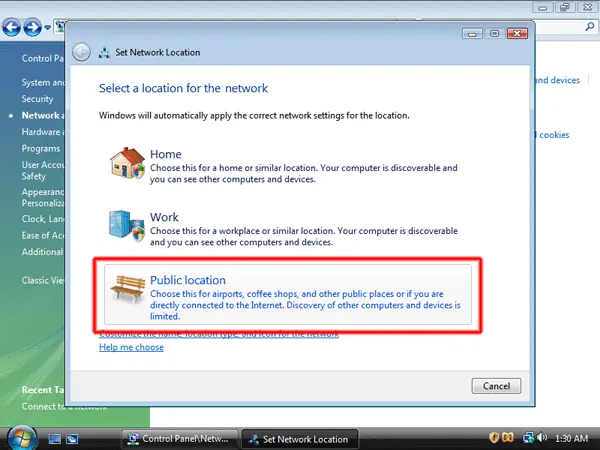 Control Pa
System and
Security
Network a
Hardware a
Programs
User Accou
Safety
Appearanc
Personaliza
Clock, Lan
Ease of Acc
Additional
Classic Vie
Recent Ta
Connect to a network
Set Network Location
Select a location for the network
Windows will automatically apply the correct network settings for the location.
Home
Choose this for a home or similar location. Your computer is discoverable and
you can see other computers and devices.
Work
Choose this for a workplace or similar location. Your computer is discoverable
and you can see other computers and devices.
Public location
Choose this for airports, coffee shops, and other public places or if you are
directly connected to the Internet. Discovery of other computers and devices is
limited.
Customize the name, location type, and icon for the network
Help me choose
Cancel
and devices
d cookies
Control Panel\Netw...
Set Network Location
1:30 AM